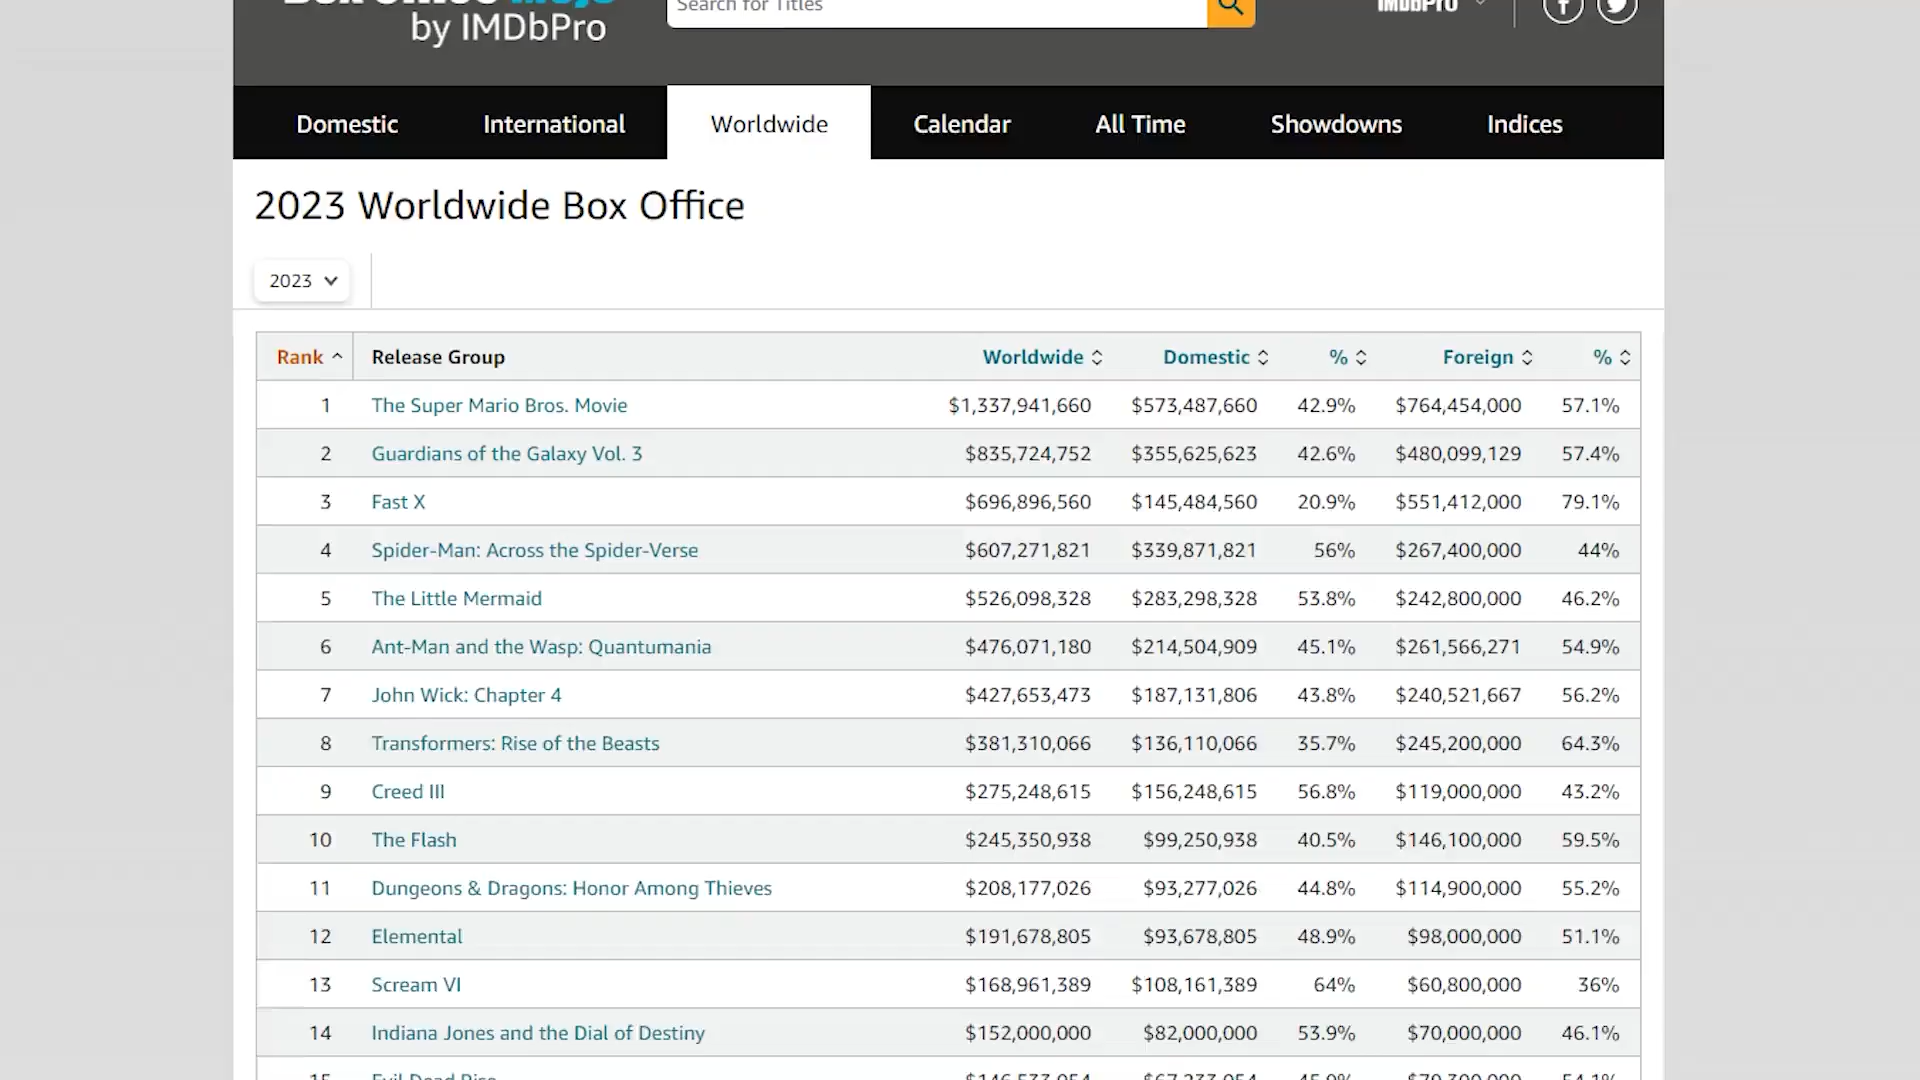 Box Office Mojo
by IMDbPro
Search for Titles
IMDbPro
Domestic International Worldwide Calendar All Time Showdowns Indices
2023 Worldwide Box Office
2023
Rank Release Group Worldwide Domestic % Foreign %
1 The Super Mario Bros. Movie $1,337,941,660 $573,487,660 42.9% $764,454,000 57.1%
2 Guardians of the Galaxy Vol. 3 $835,724,752 $355,625,623 42.6% $480,099,129 57.4%
3 Fast X $696,896,560 $145,484,560 20.9% $551,412,000 79.1%
4 Spider-Man: Across the Spider-Verse $607,271,821 $339,871,821 56% $267,400,000 44%
5 The Little Mermaid $526,098,328 $283,298,328 53.8% $242,800,000 46.2%
6 Ant-Man and the Wasp: Quantumania $476,071,180 $214,504,909 45.1% $261,566,271 54.9%
7 John Wick: Chapter 4 $427,653,473 $187,131,806 43.8% $240,521,667 56.2%
8 Transformers: Rise of the Beasts $381,310,066 $136,110,066 35.7% $245,200,000 64.3%
9 Creed III $275,248,615 $156,248,615 56.8% $119,000,000 43.2%
10 The Flash $245,350,938 $99,250,938 40.5% $146,100,000 59.5%
11 Dungeons & Dragons: Honor Among Thieves $208,177,026 $93,277,026 44.8% $114,900,000 55.2%
12 Elemental $191,678,805 $93,678,805 48.9% $98,000,000 51.1%
13 Scream VI $168,961,389 $108,161,389 64% $60,800,000 36%
14 Indiana Jones and the Dial of Destiny $152,000,000 $82,000,000 53.9% $70,000,000 46.1%
15 Evil Dead Rise